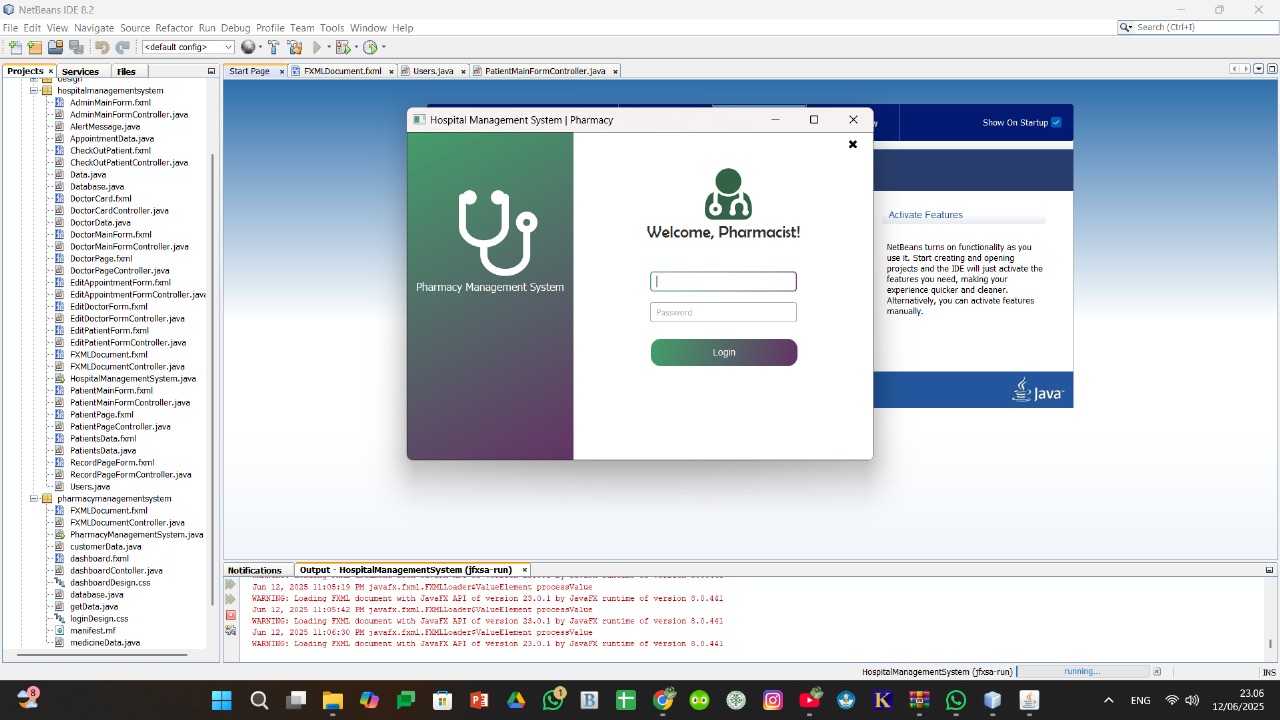 NetBeans IDE 8.2
File Edit View Navigate Source Refactor Run Debug Profile Team Tools Window Help
Search (Ctrl+I)
<default config>
Projects
Services
Files
Start Page
FXMLDocument.fxml
Users.java
PatientMainFormController.java
design
hospitalmanagementsystem
AdminMainForm.fxml
AdminMainFormController.java
AlertMessage.java
AppointmentData.java
CheckOutPatient.fxml
CheckOutPatientController.java
Data.java
Database.java
DoctorCard.fxml
DoctorCardController.java
DoctorData.java
DoctorMainForm.fxml
DoctorMainFormController.java
DoctorPage.fxml
DoctorPageController.java
EditAppointmentForm.fxml
EditAppointmentFormController.java
EditDoctorForm.fxml
EditDoctorFormController.java
EditPatientForm.fxml
EditPatientFormController.java
FXMLDocument.fxml
FXMLDocumentController.java
HospitalManagementSystem.java
PatientMainForm.fxml
PatientMainFormController.java
PatientPage.fxml
PatientPageController.java
PatientsData.fxml
PatientsData.java
RecordPageForm.fxml
RecordPageFormController.java
Users.java
pharmacymanagementsystem
FXMLDocument.fxml
FXMLDocumentController.java
PharmacyManagementSystem.java
customerData.java
dashboard.fxml
dashboardContoller.java
dashboardDesign.css
database.java
getData.java
loginDesign.css
manifest.mf
medicineData.java
Hospital Management System | Pharmacy
Pharmacy Management System
Welcome, Pharmacist!
Password
Login
y
Show On Startup
Activate Features
NetBeans turns on functionality as you
use it. Start creating and opening
projects and the IDE will just activate the
features you need, making your
experience quicker and cleaner.
Alternatively, you can activate features
manually.
Java
Notifications
Output - HospitalManagementSystem (jfxsa-run)
Jun 12, 2025 11:05:19 PM javafx.fxml.FXMLLoader$ValueElement processValue
WARNING: Loading FXML document with JavaFX API of version 23.0.1 by JavaFX runtime of version 8.0.441
Jun 12, 2025 11:05:42 PM javafx.fxml.FXMLLoader$ValueElement processValue
WARNING: Loading FXML document with JavaFX API of version 23.0.1 by JavaFX runtime of version 8.0.441
Jun 12, 2025 11:06:30 PM javafx.fxml.FXMLLoader$ValueElement processValue
WARNING: Loading FXML document with JavaFX API of version 23.0.1 by JavaFX runtime of version 8.0.441
HospitalManagementSystem (jfxsa-run)
running...
INS
8
1
ENG
23.06
12/06/2025